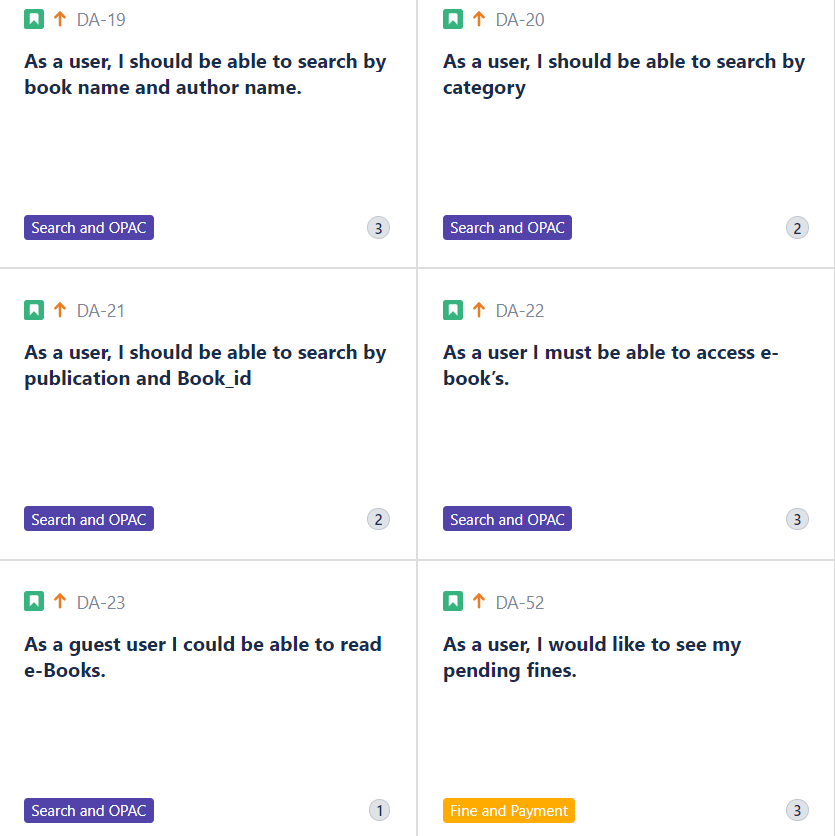 DA-19
As a user, I should be able to search by
book name and author name.
Search and OPAC
3
DA-20
As a user, I should be able to search by
category
Search and OPAC
2
DA-21
As a user, I should be able to search by
publication and Book_id
Search and OPAC
2
DA-22
As a user I must be able to access e-
book’s.
Search and OPAC
3
DA-23
As a guest user I could be able to read
e-Books.
Search and OPAC
1
DA-52
As a user, I would like to see my
pending fines.
Fine and Payment
3